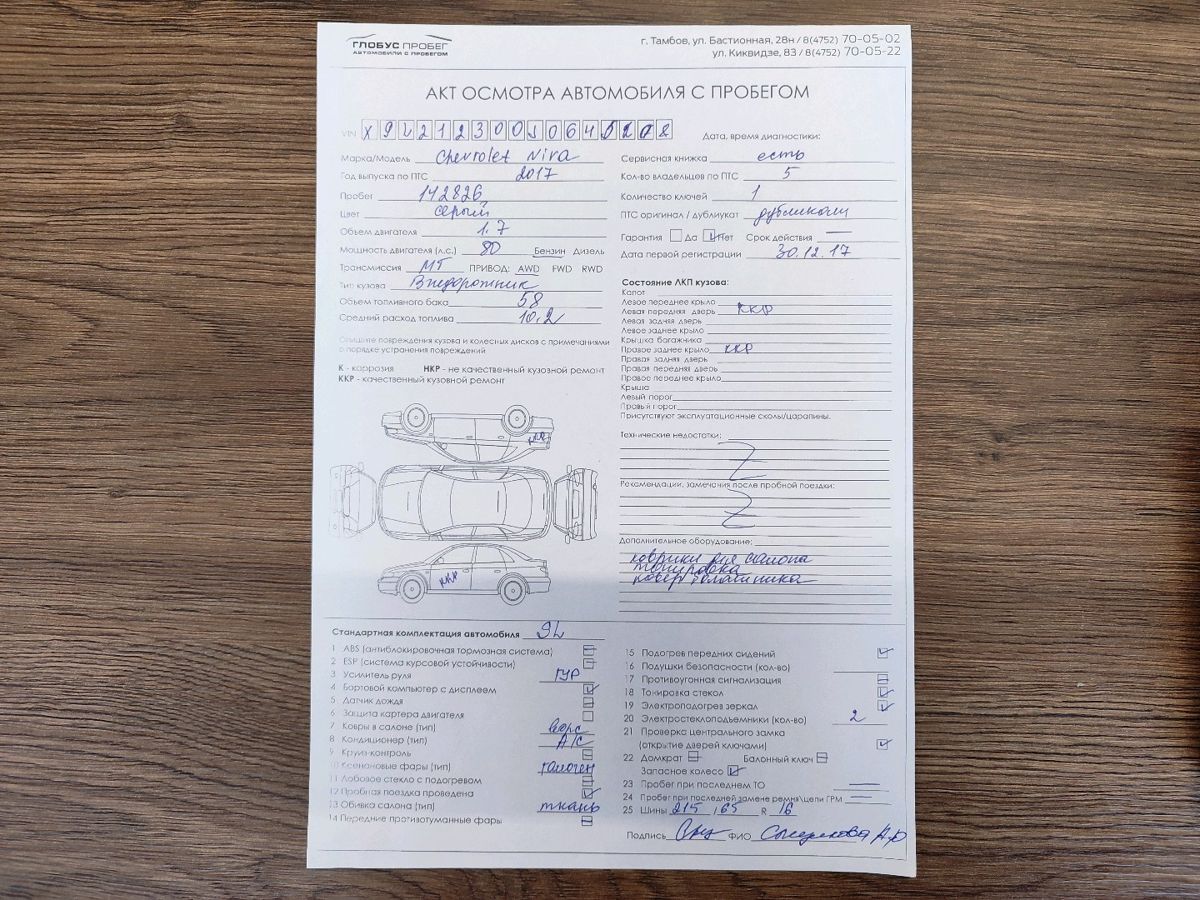 ГЛОБУС ПРОБЕГ
АВТОМОБИЛИ С ПРОБЕГОМ
г. Тамбов, ул. Бастионная, 28н / 8(4752) 70-05-02
ул. Киквидзе, 83 / 8(4752) 70-05-22
АКТ ОСМОТРА АВТОМОБИЛЯ С ПРОБЕГОМ
VIN
Дата, время диагностики:
Марка/Модель Chevrolet Niva
Год выпуска по ПТС 2017
Пробег 142826
Цвет серый
Объем двигателя 1.7
Мощность двигателя (л.с.) 80 Бензин Дизель
Трансмиссия МТ ПРИВОД: AWD FWD RWD
Тип кузова Внедорожник
Объем топливного бака 58
Средний расход топлива 10,2
Опишите повреждения кузова и колесных дисков с примечаниями
о порядке устранения повреждений
К - коррозия НКР - не качественный кузовной ремонт
ККР - качественный кузовной ремонт
ККР
ККР
Сервисная книжка есть
Кол-во владельцев по ПТС 5
Количество ключей 1
ПТС оригинал / дубликат
Гарантия Да Нет Срок действия —
Дата первой регистрации 30.12.17
Состояние ЛКП кузова:
Капот
Левое переднее крыло
Левая передняя дверь ККР
Левая задняя дверь
Левое заднее крыло
Крышка багажника
Правое заднее крыло ККР
Правая задняя дверь
Правая передняя дверь
Правое переднее крыло
Крыша
Левый порог
Правый порог
Присутствуют эксплуатационные сколы/царапины.
Технические недостатки:
Z
Рекомендации, замечания после пробной поездки:
Z
Дополнительное оборудование:
коврики для салона
тонировка
ковер багажника
Стандартная комплектация автомобиля GL
1 ABS (антиблокировочная тормозная система)
2 ESP (система курсовой устойчивости)
3 Усилитель руля ГУР
4 Бортовой компьютер с дисплеем
5 Датчик дождя
6 Защита картера двигателя
7 Ковры в салоне (тип) ворс
8 Кондиционер (тип) А/С
9 Круиз-контроль
10 Ксеноновые фары (тип) галоген
11 Лобовое стекло с подогревом
12 Пробная поездка проведена
13 Обивка салона (тип) ткань
14 Передние противотуманные фары
15 Подогрев передних сидений
16 Подушки безопасности (кол-во)
17 Противоугонная сигнализация
18 Тонировка стекол
19 Электроподогрев зеркал
20 Электростеклоподъемники (кол-во) 2
21 Проверка центрального замка
(открытие дверей ключами)
22 Домкрат Балонный ключ
Запасное колесо
23 Пробег при последнем ТО
24 Пробег при последней замене ремня\цепи ГРМ
25 Шины 215 / 65 R 16
Подпись ФИО